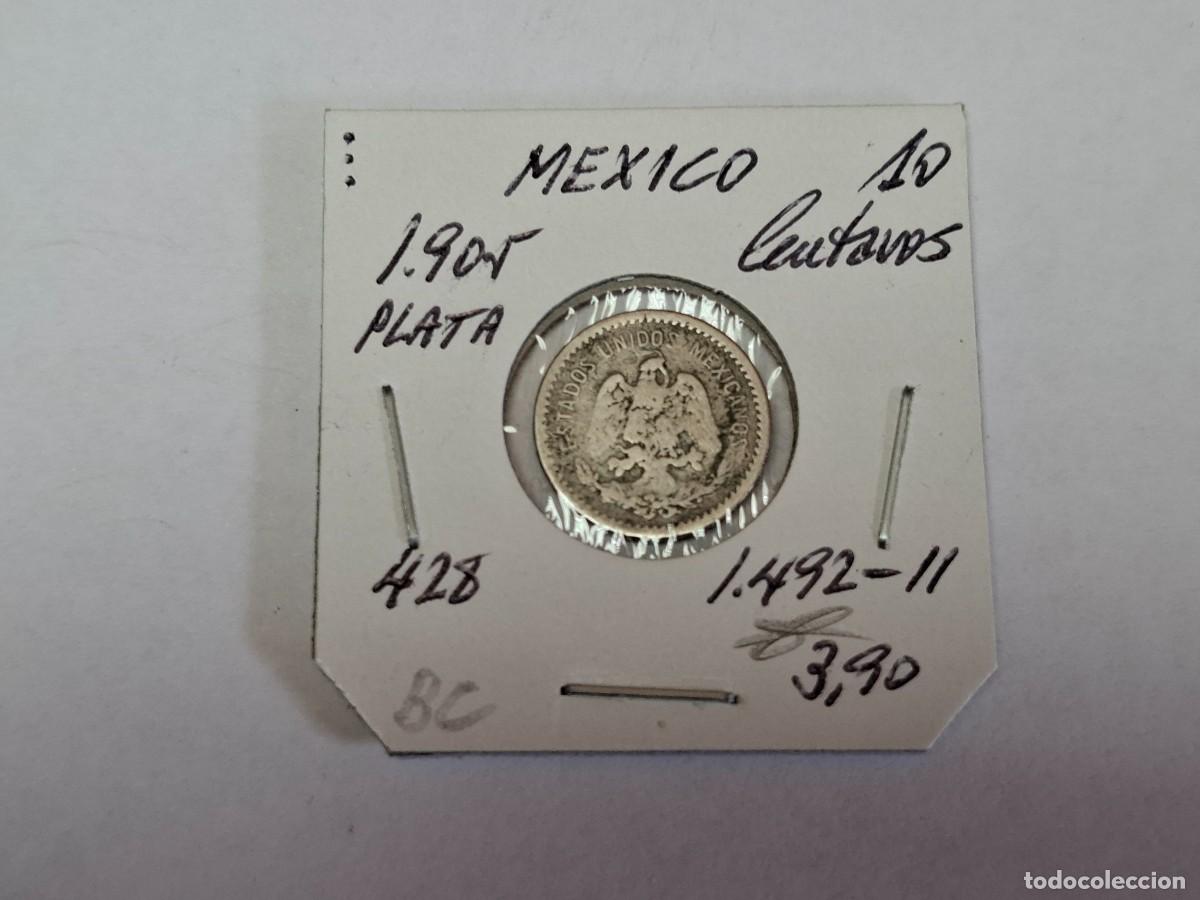 MEXICO 10
1.905 Centavos
PLATA
ESTADOS UNIDOS MEXICANOS
428 1.492-11
3,90
BC
todocoleccion